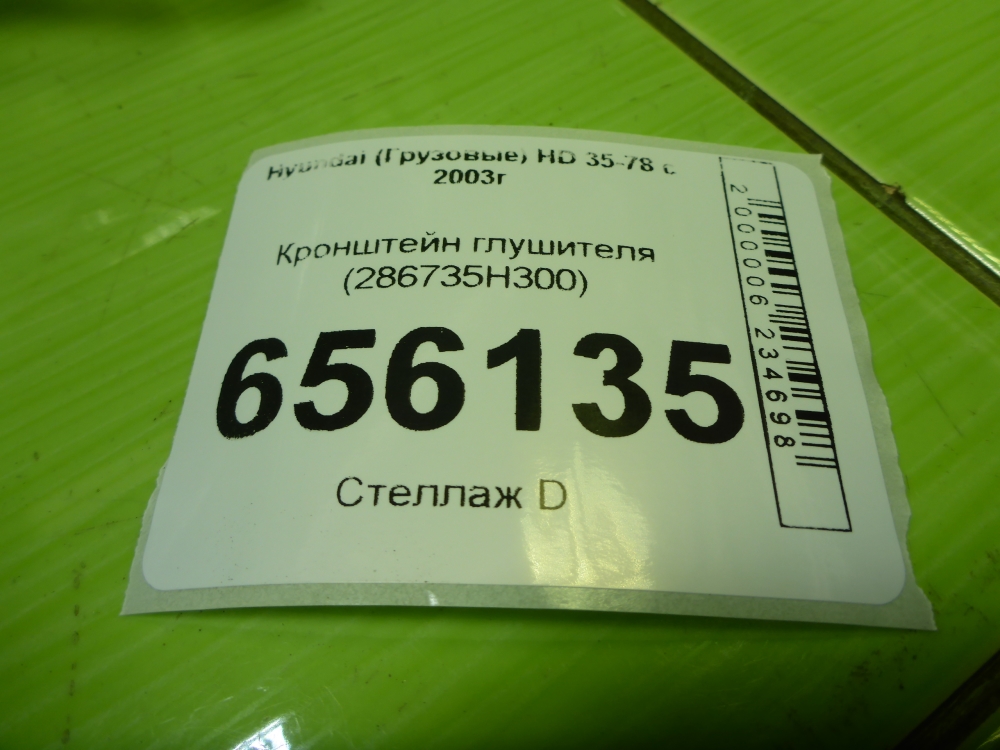 Hyundai (Грузовые) HD 35-78 с
2003г
Кронштейн глушителя
(286735H300)
656135
Стеллаж D
2000006234698